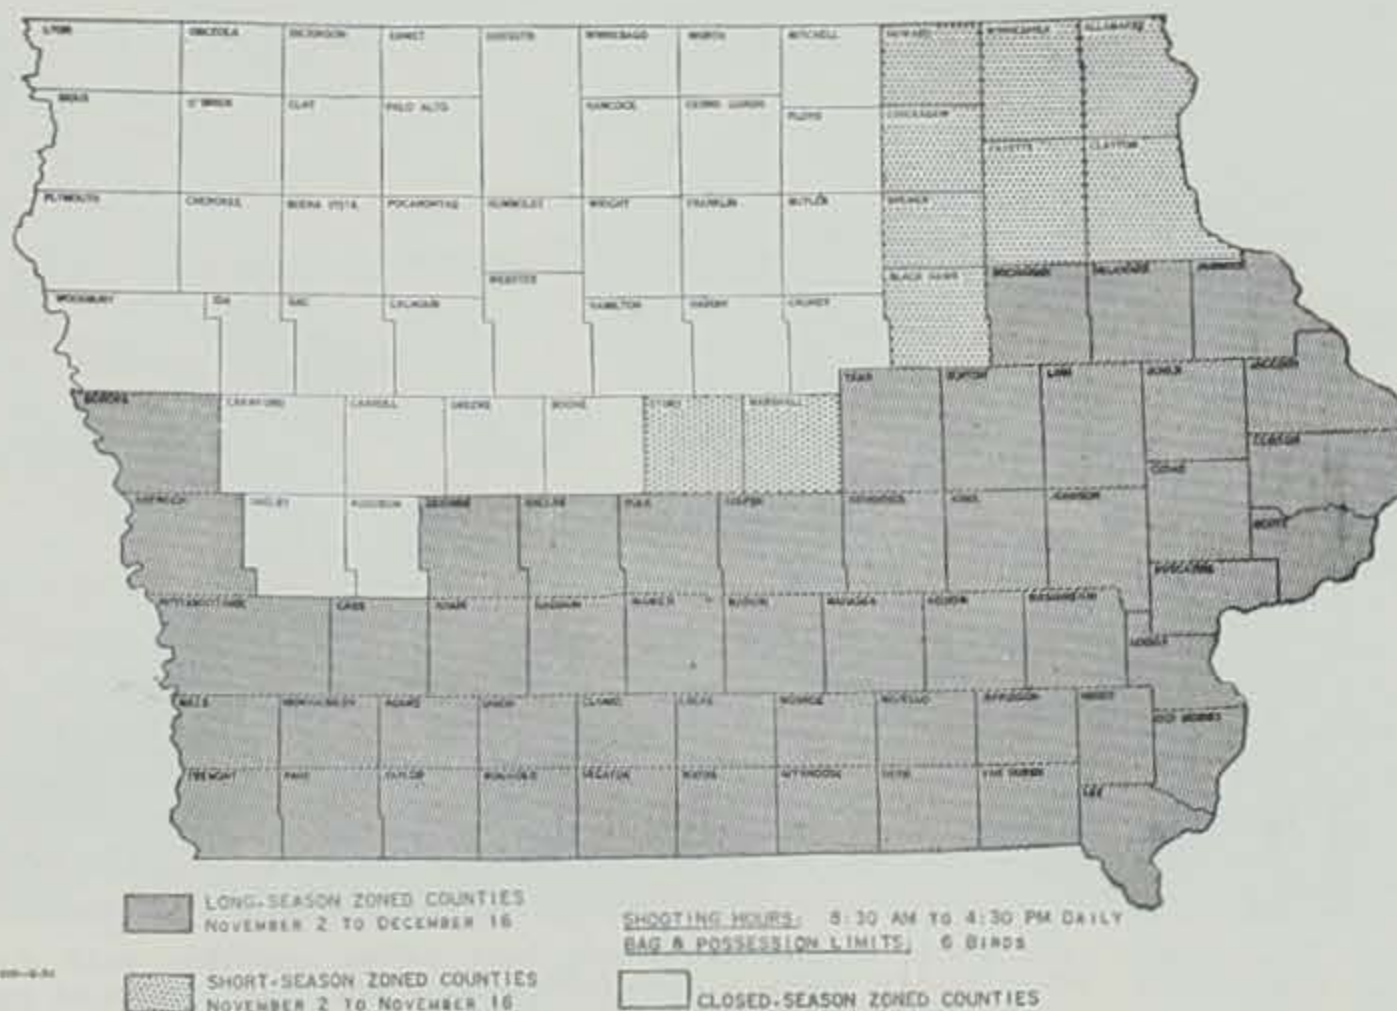 LYON OSCEOLA DICKINSON EMMET KOSSUTH WINNEBAGO WORTH MITCHELL HOWARD WINNESHIEK ALLAMAKEE
SIOUX O'BRIEN CLAY PALO ALTO HANCOCK CERRO GORDO FLOYD CHICKASAW
FAYETTE CLAYTON
PLYMOUTH CHEROKEE BUENA VISTA POCAHONTAS HUMBOLDT WRIGHT FRANKLIN BUTLER BREMER
WOODBURY IDA SAC CALHOUN WEBSTER HAMILTON HARDIN GRUNDY BLACK HAWK BUCHANAN DELAWARE DUBUQUE
MONONA CRAWFORD CARROLL GREENE BOONE STORY MARSHALL TAMA BENTON LINN JONES JACKSON
CLINTON
CEDAR
HARRISON SHELBY AUDUBON GUTHRIE DALLAS POLK JASPER POWESHIEK IOWA JOHNSON
SCOTT
MUSCATINE
POTTAWATTAMIE CASS ADAIR MADISON WARREN MARION MAHASKA KEOKUK WASHINGTON
LOUISA
MILLS MONTGOMERY ADAMS UNION CLARKE LUCAS MONROE WAPELLO JEFFERSON HENRY
DES MOINES
FREMONT PAGE TAYLOR RINGGOLD DECATUR WAYNE APPANOOSE DAVIS VAN BUREN
LEE
LONG-SEASON ZONED COUNTIES
NOVEMBER 2 TO DECEMBER 16
SHOOTING HOURS: 8:30 AM TO 4:30 PM DAILY
BAG & POSSESSION LIMITS: 6 BIRDS
SHORT-SEASON ZONED COUNTIES
NOVEMBER 2 TO NOVEMBER 16
CLOSED-SEASON ZONED COUNTIES